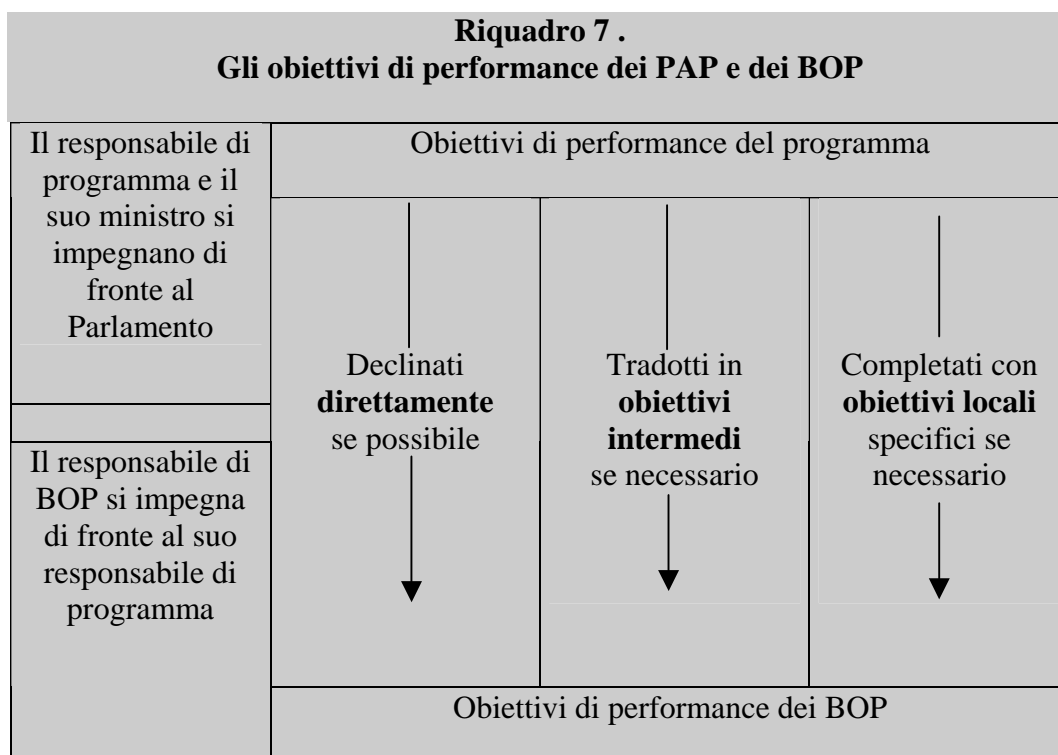 Riquadro 7 .
Gli obiettivi di performance dei PAP e dei BOP
Il responsabile di
programma e il
suo ministro si
impegnano di
fronte al
Parlamento
Obiettivi di performance del programma
Declinati
direttamente
se possibile
Tradotti in
obiettivi
intermedi
se necessario
Completati con
obiettivi locali
specifici se
necessario
Il responsabile di
BOP si impegna
di fronte al suo
responsabile di
programma
Obiettivi di performance dei BOP